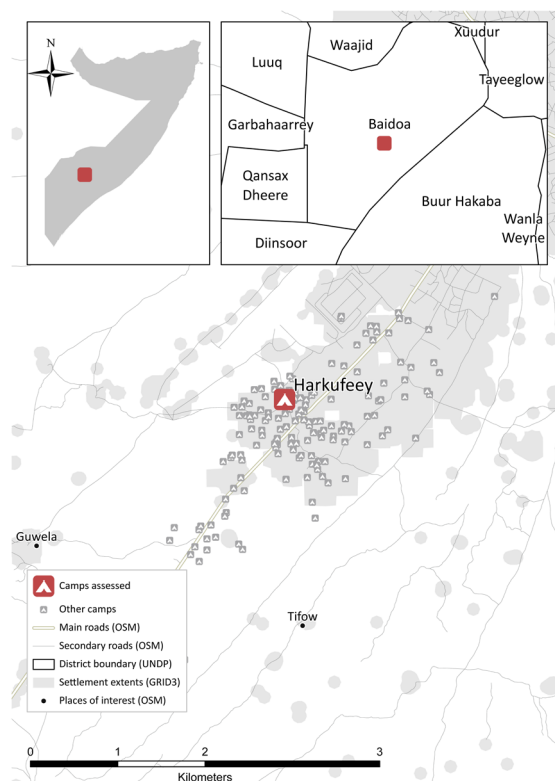 N
Xuudur
Waajid
Luuq
Tayeeglow
Garbahaarrey
Baidoa
Qansax
Dheere
Buur Hakaba
Wanla
Weyne
Diinsoor
Harkufeey
Guwela
Tifow
Camps assessed
Other camps
Main roads (OSM)
Secondary roads (OSM)
District boundary (UNDP)
Settlement extents (GRID3)
Places of interest (OSM)
0 1 2 3
Kilometers